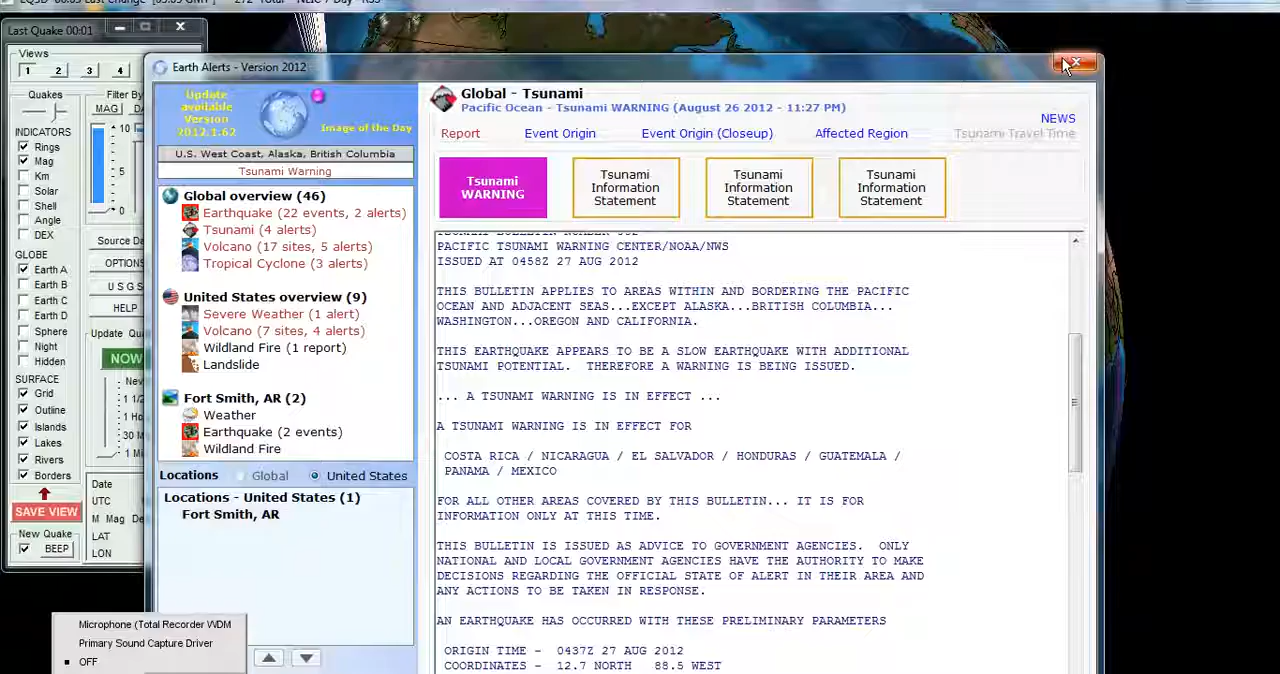 Last Quake 00:01
Views
1 2 3 4
Quakes
Filter By
MAG
INDICATORS
Rings
Mag
Km
Solar
Shell
Angle
DEX
10
5
0
GLOBE
Earth A
Earth B
Earth C
Earth D
Sphere
Night
Hidden
SURFACE
Grid
Outline
Islands
Lakes
Rivers
Borders
SAVE VIEW
New Quake
BEEP
OPTIONS
U S G S
HELP
NOW
Date
UTC
M Mag
LAT
LON
Earth Alerts - Version 2012
Update
available
Version
2012.1.62
Image of the Day
U.S. West Coast, Alaska, British Columbia
Tsunami Warning
Global overview (46)
Earthquake (22 events, 2 alerts)
Tsunami (4 alerts)
Volcano (17 sites, 5 alerts)
Tropical Cyclone (3 alerts)
United States overview (9)
Severe Weather (1 alert)
Volcano (7 sites, 4 alerts)
Wildland Fire (1 report)
Landslide
Fort Smith, AR (2)
Weather
Earthquake (2 events)
Wildland Fire
Locations Global United States
Locations - United States (1)
Fort Smith, AR
Microphone (Total Recorder WDM
Primary Sound Capture Driver
OFF
Global - Tsunami
Pacific Ocean - Tsunami WARNING (August 26 2012 - 11:27 PM)
NEWS
Report Event Origin Event Origin (Closeup) Affected Region Tsunami Travel Time
Tsunami
WARNING
Tsunami
Information
Statement
Tsunami
Information
Statement
Tsunami
Information
Statement
PACIFIC TSUNAMI WARNING CENTER/NOAA/NWS
ISSUED AT 0458Z 27 AUG 2012
THIS BULLETIN APPLIES TO AREAS WITHIN AND BORDERING THE PACIFIC
OCEAN AND ADJACENT SEAS...EXCEPT ALASKA...BRITISH COLUMBIA...
WASHINGTON...OREGON AND CALIFORNIA.
THIS EARTHQUAKE APPEARS TO BE A SLOW EARTHQUAKE WITH ADDITIONAL
TSUNAMI POTENTIAL.  THEREFORE A WARNING IS BEING ISSUED.
... A TSUNAMI WARNING IS IN EFFECT ...
A TSUNAMI WARNING IS IN EFFECT FOR
COSTA RICA / NICARAGUA / EL SALVADOR / HONDURAS / GUATEMALA /
PANAMA / MEXICO
FOR ALL OTHER AREAS COVERED BY THIS BULLETIN... IT IS FOR
INFORMATION ONLY AT THIS TIME.
THIS BULLETIN IS ISSUED AS ADVICE TO GOVERNMENT AGENCIES.  ONLY
NATIONAL AND LOCAL GOVERNMENT AGENCIES HAVE THE AUTHORITY TO MAKE
DECISIONS REGARDING THE OFFICIAL STATE OF ALERT IN THEIR AREA AND
ANY ACTIONS TO BE TAKEN IN RESPONSE.
AN EARTHQUAKE HAS OCCURRED WITH THESE PRELIMINARY PARAMETERS
ORIGIN TIME - 0437Z 27 AUG 2012
COORDINATES - 12.7 NORTH 88.5 WEST